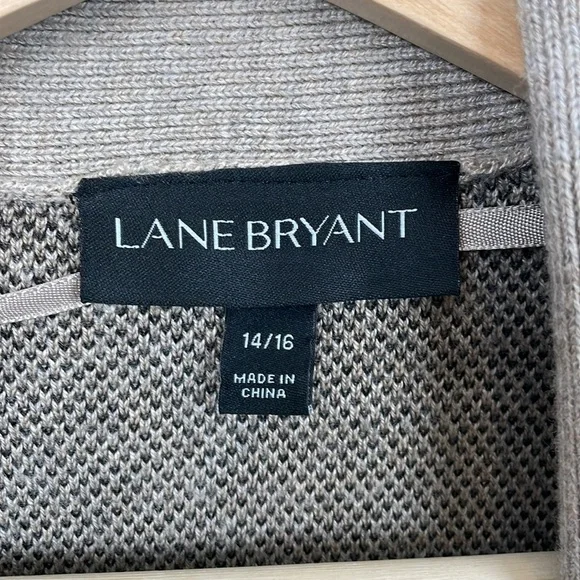 LANE BRYANT
14/16
MADE IN
CHINA